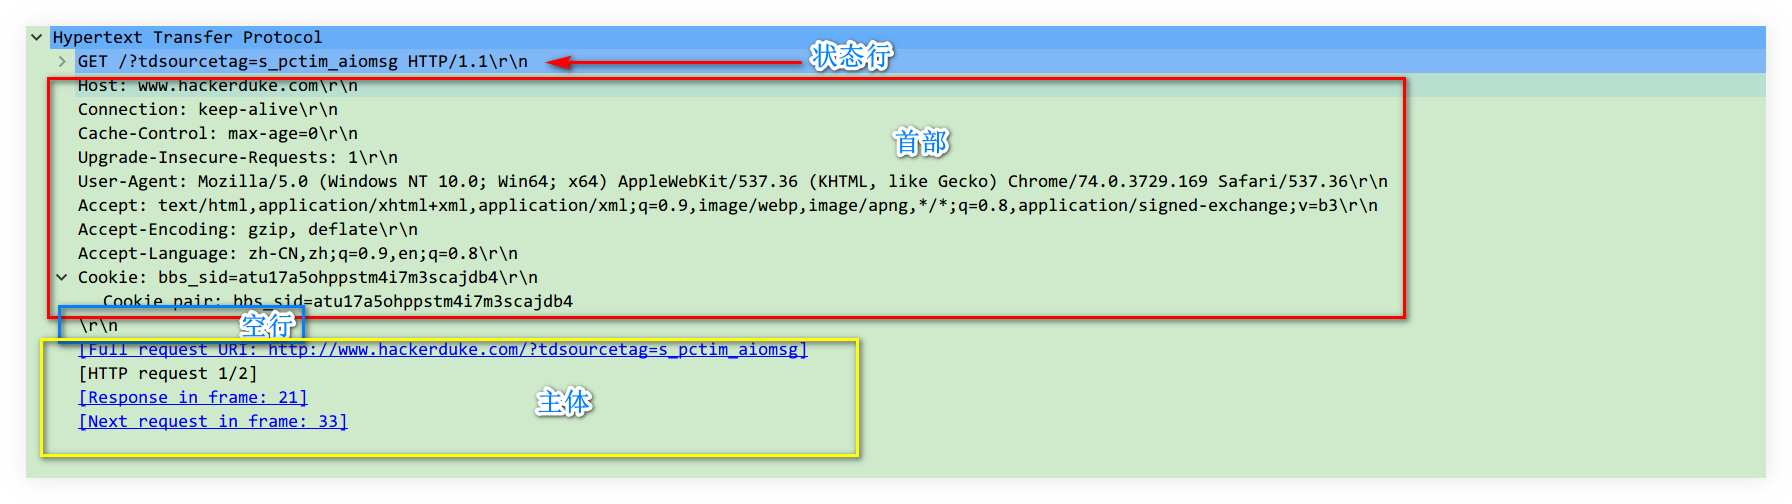 Hypertext Transfer Protocol
GET /?tdsourcetag=s_pctim_aiomsg HTTP/1.1\r\n
状态行
Host: www.hackerduke.com\r\n
Connection: keep-alive\r\n
Cache-Control: max-age=0\r\n
首部
Upgrade-Insecure-Requests: 1\r\n
User-Agent: Mozilla/5.0 (Windows NT 10.0; Win64; x64) AppleWebKit/537.36 (KHTML, like Gecko) Chrome/74.0.3729.169 Safari/537.36\r\n
Accept: text/html,application/xhtml+xml,application/xml;q=0.9,image/webp,image/apng,*/*;q=0.8,application/signed-exchange;v=b3\r\n
Accept-Encoding: gzip, deflate\r\n
Accept-Language: zh-CN,zh;q=0.9,en;q=0.8\r\n
Cookie: bbs_sid=atu17a5ohppstm4i7m3scajdb4\r\n
Cookie pair: bbs_sid=atu17a5ohppstm4i7m3scajdb4
\r\n
空行
[Full request URI: http://www.hackerduke.com/?tdsourcetag=s_pctim_aiomsg]
[HTTP request 1/2]
[Response in frame: 21]
主体
[Next request in frame: 33]